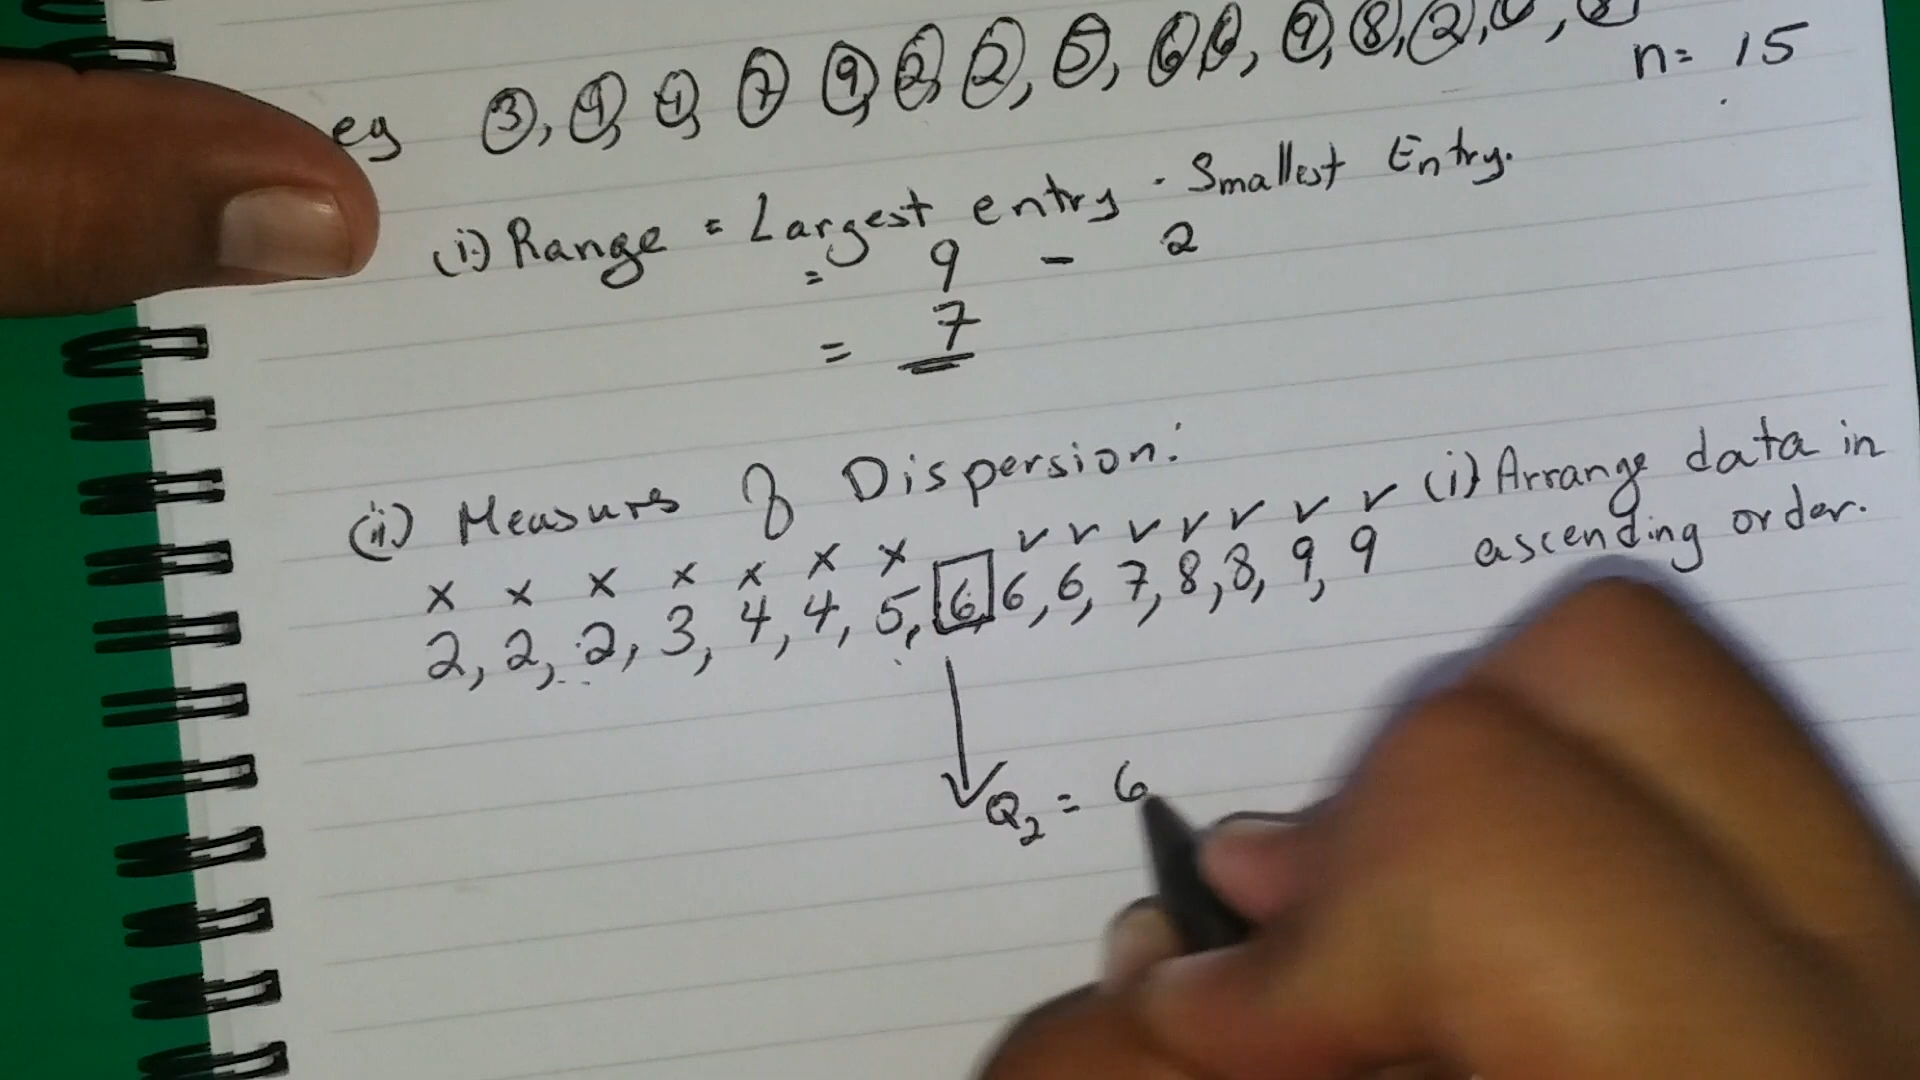 eg ③, ④, ④, ⑦, ⑨, ②, ②, ⑤, ⑥ ⑥, ⑨, ⑧, ②,
n= 15
(i) Range = Largest entry - Smallest Entry.
= 9 - 2
= 7
(ii) Measures of Dispersion:
(i) Arrange data in
ascending order.
x x x x x x x ✓ ✓ ✓ ✓ ✓ ✓ ✓
2, 2, 2, 3, 4, 4, 5, 6, 6, 6, 7, 8, 8, 9, 9
Q₂ = 6